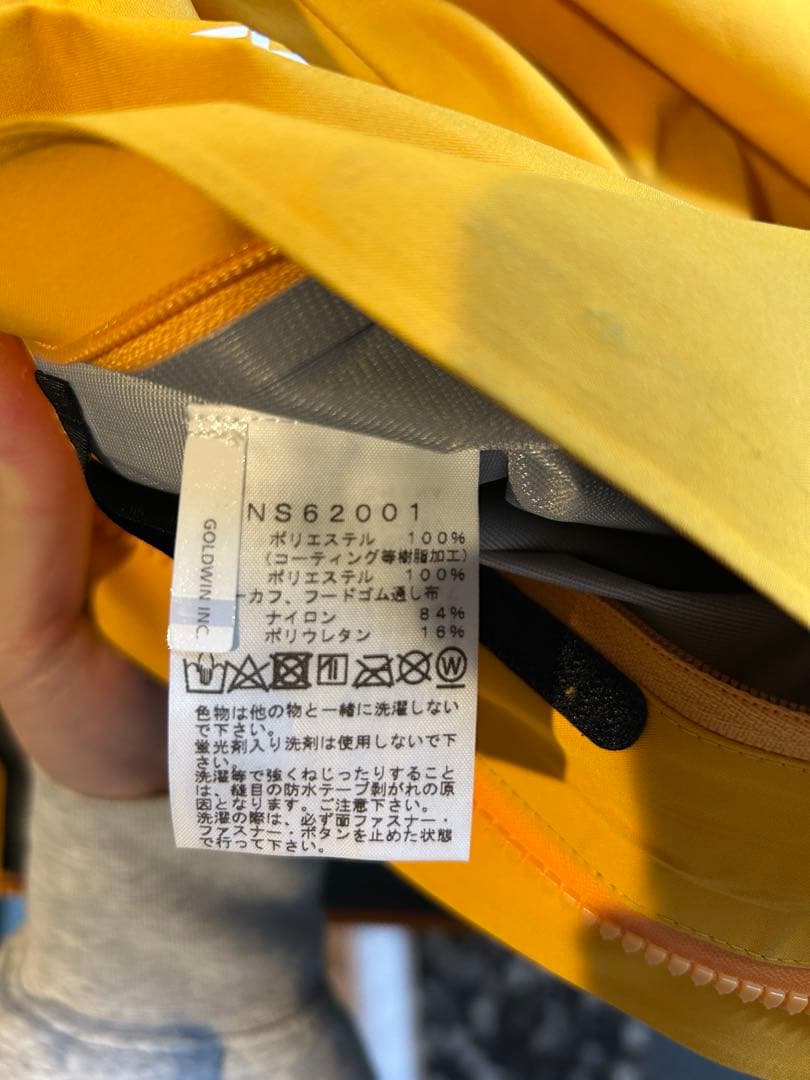 NS62001
ポリエステル 100%
(コーティング等樹脂加工)
ポリエステル 100%
ーカフ、フードゴム通し布
ナイロン 84%
ポリウレタン 16%
GOLDWIN INC.
W
色物は他の物と一緒に洗濯しない
で下さい。
蛍光剤入り洗剤は使用しないで下
さい。
洗濯等で強くねじったりすること
は、縫目の防水テープ剥がれの原
因となります。ご注意下さい。
洗濯の際は、必ず面ファスナー・
ファスナー・ボタンを止めた状態
で行って下さい。